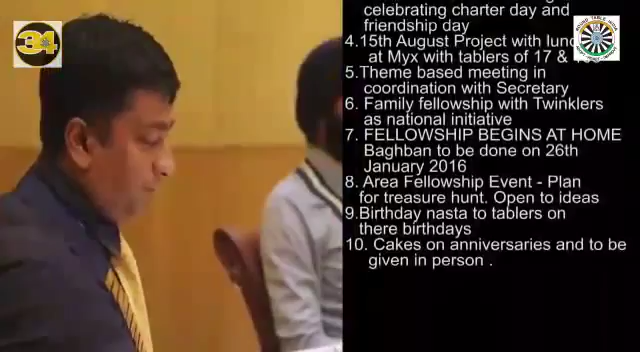 34
celebrating charter day and
friendship day
4.15th August Project with
at Myx with tablers of 17 &
5.Theme based meeting in
coordination with Secretary
6. Family fellowship with Twinklers
as national initiative
7. FELLOWSHIP BEGINS AT HOME
Baghban to be done on 26th
January 2016
8. Area Fellowship Event - Plan
for treasure hunt. Open to ideas
9.Birthday nasta to tablers on
there birthdays
10. Cakes on anniversaries and to be
given in person .